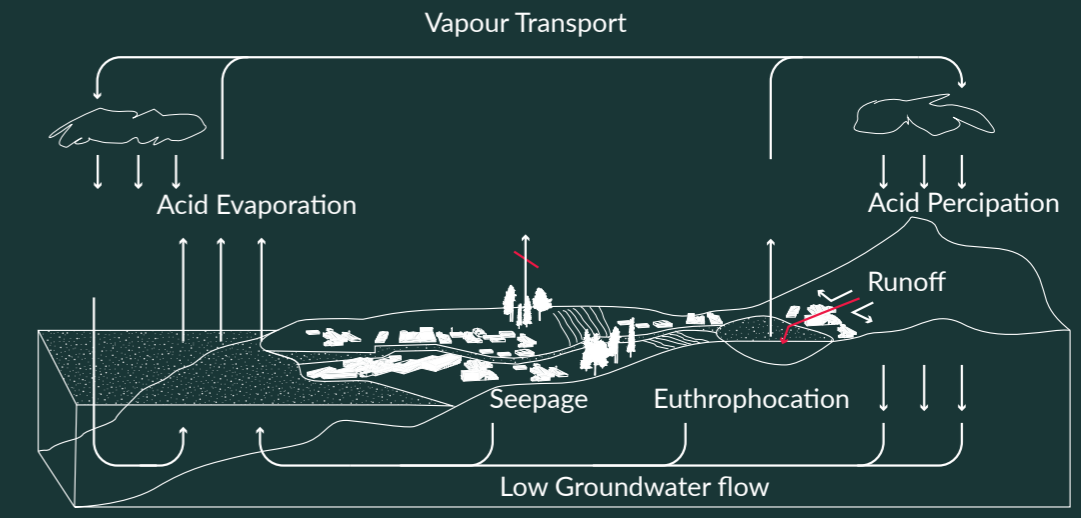 Vapour Transport
Acid Evaporation
Acid Percipation
Runoff
Seepage
Euthrophocation
Low Groundwater flow